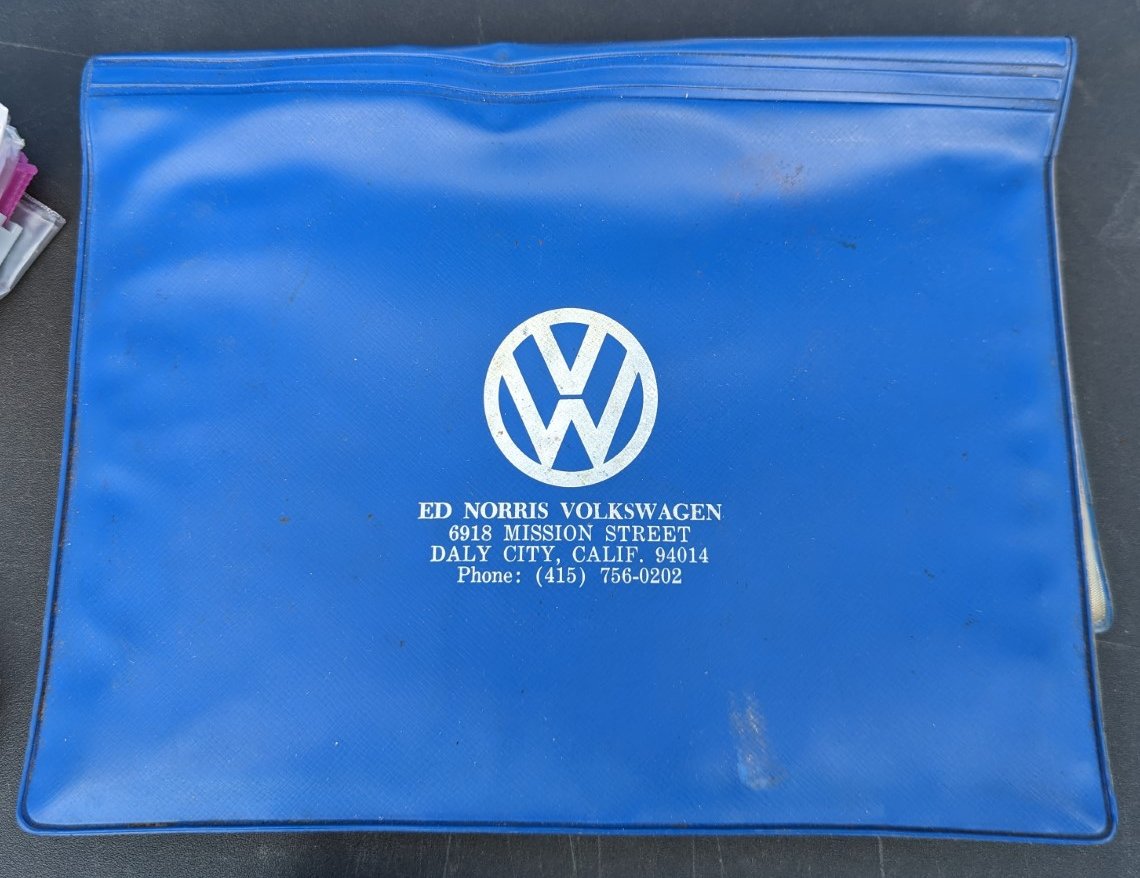 ED NORRIS VOLKSWAGEN
6918 MISSION STREET
DALY CITY, CALIF. 94014
Phone: (415) 756-0202